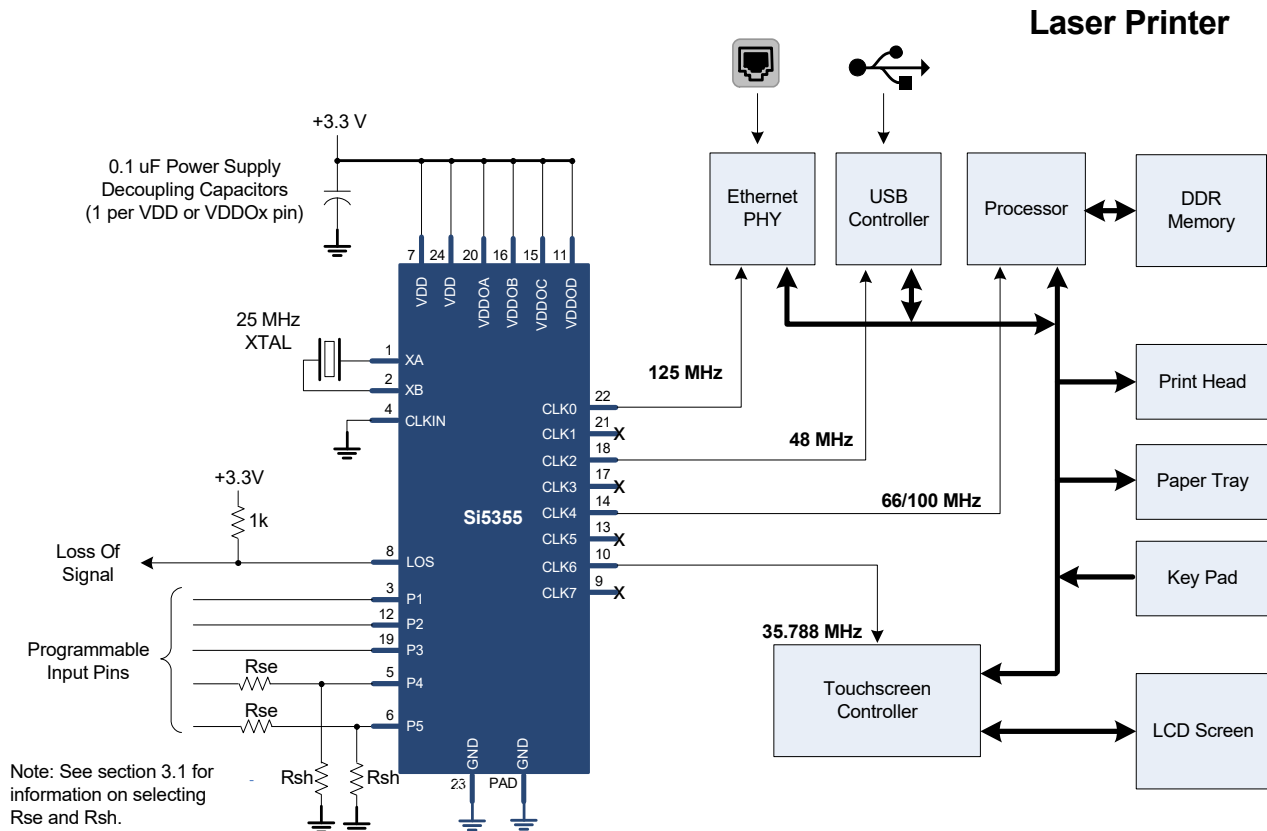 Laser Printer
+3.3 V
0.1 uF Power Supply
Decoupling Capacitors
(1 per VDD or VDDOx pin)
7
24
20
16
15
11
VDD
VDD
VDDOA
VDDOB
VDDOC
VDDOD
25 MHz
XTAL
1
XA
2
XB
4
CLKIN
+3.3V
1k
Loss Of
Signal
8
LOS
Programmable
Input Pins
3
P1
12
P2
19
P3
Rse
5
P4
Rse
6
P5
Rsh
Rsh
Note: See section 3.1 for
information on selecting
Rse and Rsh.
Si5355
GND
23
GND
PAD
CLK0
22
CLK1
21
X
CLK2
18
CLK3
17
X
CLK4
14
CLK5
13
X
CLK6
10
CLK7
9
X
125 MHz
48 MHz
66/100 MHz
35.788 MHz
Ethernet
PHY
USB
Controller
Processor
DDR
Memory
Print Head
Paper Tray
Key Pad
Touchscreen
Controller
LCD Screen